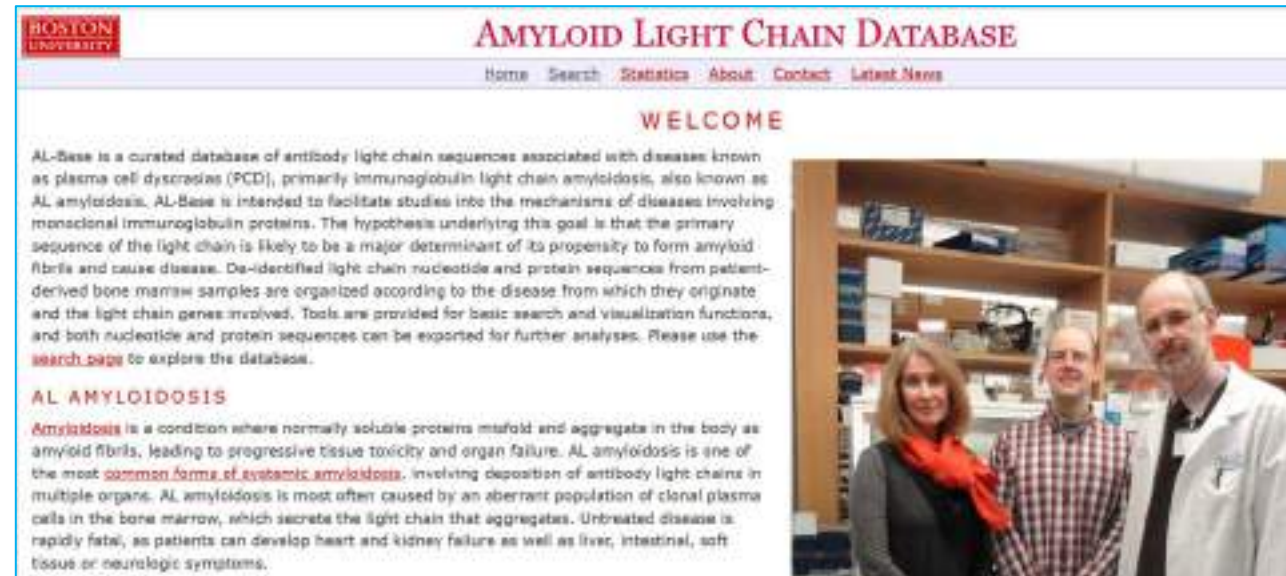 BOSTON
UNIVERSITY
AMYLOID LIGHT CHAIN DATABASE
Home Search Statistics About Contact Latest News
WELCOME
AL-Base is a curated database of antibody light chain sequences associated with diseases known
as plasma cell dyscrasias (PCD), primarily immunoglobulin light chain amyloidosis, also known as
AL amyloidosis. AL-Base is intended to facilitate studies into the mechanisms of diseases involving
monoclonal immunoglobulin proteins. The hypothesis underlying this goal is that the primary
sequence of the light chain is likely to be a major determinant of its propensity to form amyloid
fibrils and cause disease. De-identified light chain nucleotide and protein sequences from patient-
derived bone marrow samples are organized according to the disease from which they originate
and the light chain genes involved. Tools are provided for basic search and visualization functions,
and both nucleotide and protein sequences can be exported for further analyses. Please use the
search page to explore the database.
AL AMYLOIDOSIS
Amyloidosis is a condition where normally soluble proteins misfold and aggregate in the body as
amyloid fibrils, leading to progressive tissue toxicity and organ failure. AL amyloidosis is one of
the most common forms of systemic amyloidosis, involving deposition of antibody light chains in
multiple organs. AL amyloidosis is most often caused by an aberrant population of clonal plasma
cells in the bone marrow, which secrete the light chain that aggregates. Untreated disease is
rapidly fatal, as patients can develop heart and kidney failure as well as liver, intestinal, soft
tissue or neurologic symptoms.